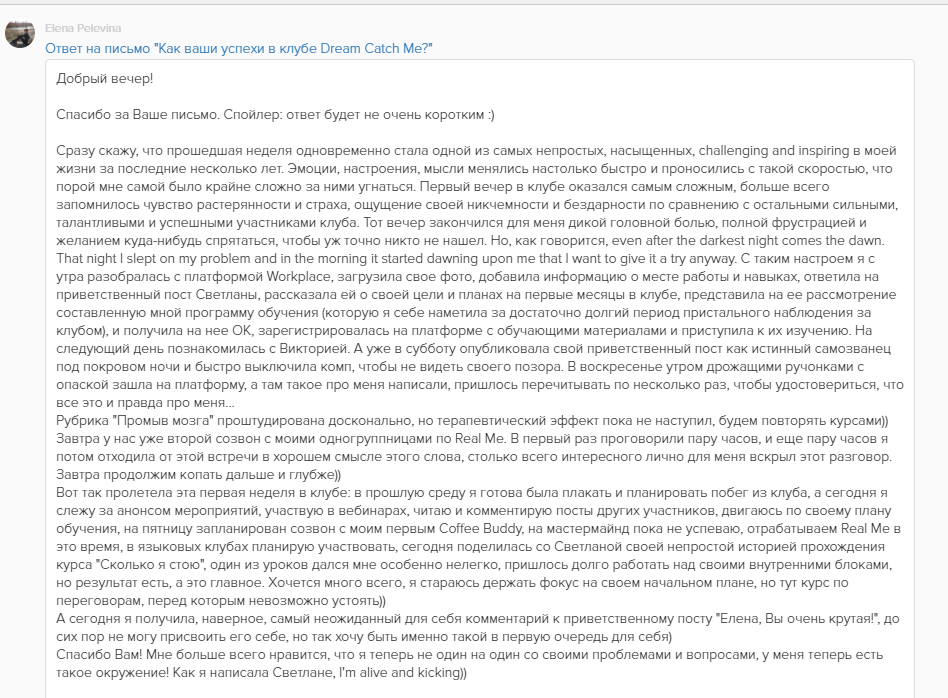 Elena Pelevina
Ответ на письмо "Как ваши успехи в клубе Dream Catch Me?"
Добрый вечер!
Спасибо за Ваше письмо. Спойлер: ответ будет не очень коротким :)
Сразу скажу, что прошедшая неделя одновременно стала одной из самых непростых, насыщенных, challenging and inspiring в моей
жизни за последние несколько лет. Эмоции, настроения, мысли менялись настолько быстро и проносились с такой скоростью, что
порой мне самой было крайне сложно за ними угнаться. Первый вечер в клубе оказался самым сложным, больше всего
запомнилось чувство растерянности и страха, ощущение своей никчемности и бездарности по сравнению с остальными сильными,
талантливыми и успешными участниками клуба. Тот вечер закончился для меня дикой головной болью, полной фрустрацией и
желанием куда-нибудь спрятаться, чтобы уж точно никто не нашел. Но, как говорится, even after the darkest night comes the dawn.
That night I slept on my problem and in the morning it started dawning upon me that I want to give it a try anyway. С таким настроем я с
утра разобралась с платформой Workplace, загрузила свое фото, добавила информацию о месте работы и навыках, ответила на
приветственный пост Светланы, рассказала ей о своей цели и планах на первые месяцы в клубе, представила на ее рассмотрение
составленную мной программу обучения (которую я себе наметила за достаточно долгий период пристального наблюдения за
клубом), и получила на нее ОК, зарегистрировалась на платформе с обучающими материалами и приступила к их изучению. На
следующий день познакомилась с Викторией. А уже в субботу опубликовала свой приветственный пост как истинный самозванец
под покровом ночи и быстро выключила комп, чтобы не видеть своего позора. В воскресенье утром дрожащими ручонками с
опаской зашла на платформу, а там такое про меня написали, пришлось перечитывать по несколько раз, чтобы удостовериться, что
все это и правда про меня...
Рубрика "Промыв мозга" проштудирована досконально, но терапевтический эффект пока не наступил, будем повторять курсами))
Завтра у нас уже второй созвон с моими одногруппницами по Real Me. В первый раз проговорили пару часов, и еще пару часов я
потом отходила от этой встречи в хорошем смысле этого слова, столько всего интересного лично для меня вскрыл этот разговор.
Завтра продолжим копать дальше и глубже))
Вот так пролетела эта первая неделя в клубе: в прошлую среду я готова была плакать и планировать побег из клуба, а сегодня я
слежу за анонсом мероприятий, участвую в вебинарах, читаю и комментирую посты других участников, двигаюсь по своему плану
обучения, на пятницу запланирован созвон с моим первым Coffee Buddy, на мастермайнд пока не успеваю, отрабатываем Real Me в
это время, в языковых клубах планирую участвовать, сегодня поделилась со Светланой своей непростой историей прохождения
курса "Сколько я стою", один из уроков дался мне особенно нелегко, пришлось долго работать над своими внутренними блоками,
но результат есть, а это главное. Хочется много всего, я стараюсь держать фокус на своем начальном плане, но тут курс по
переговорам, перед которым невозможно устоять))
А сегодня я получила, наверное, самый неожиданный для себя комментарий к приветственному посту "Елена, Вы очень крутая!", до
сих пор не могу присвоить его себе, но так хочу быть именно такой в первую очередь для себя)
Спасибо Вам! Мне больше всего нравится, что я теперь не один на один со своими проблемами и вопросами, у меня теперь есть
такое окружение! Как я написала Светлане, I'm alive and kicking))